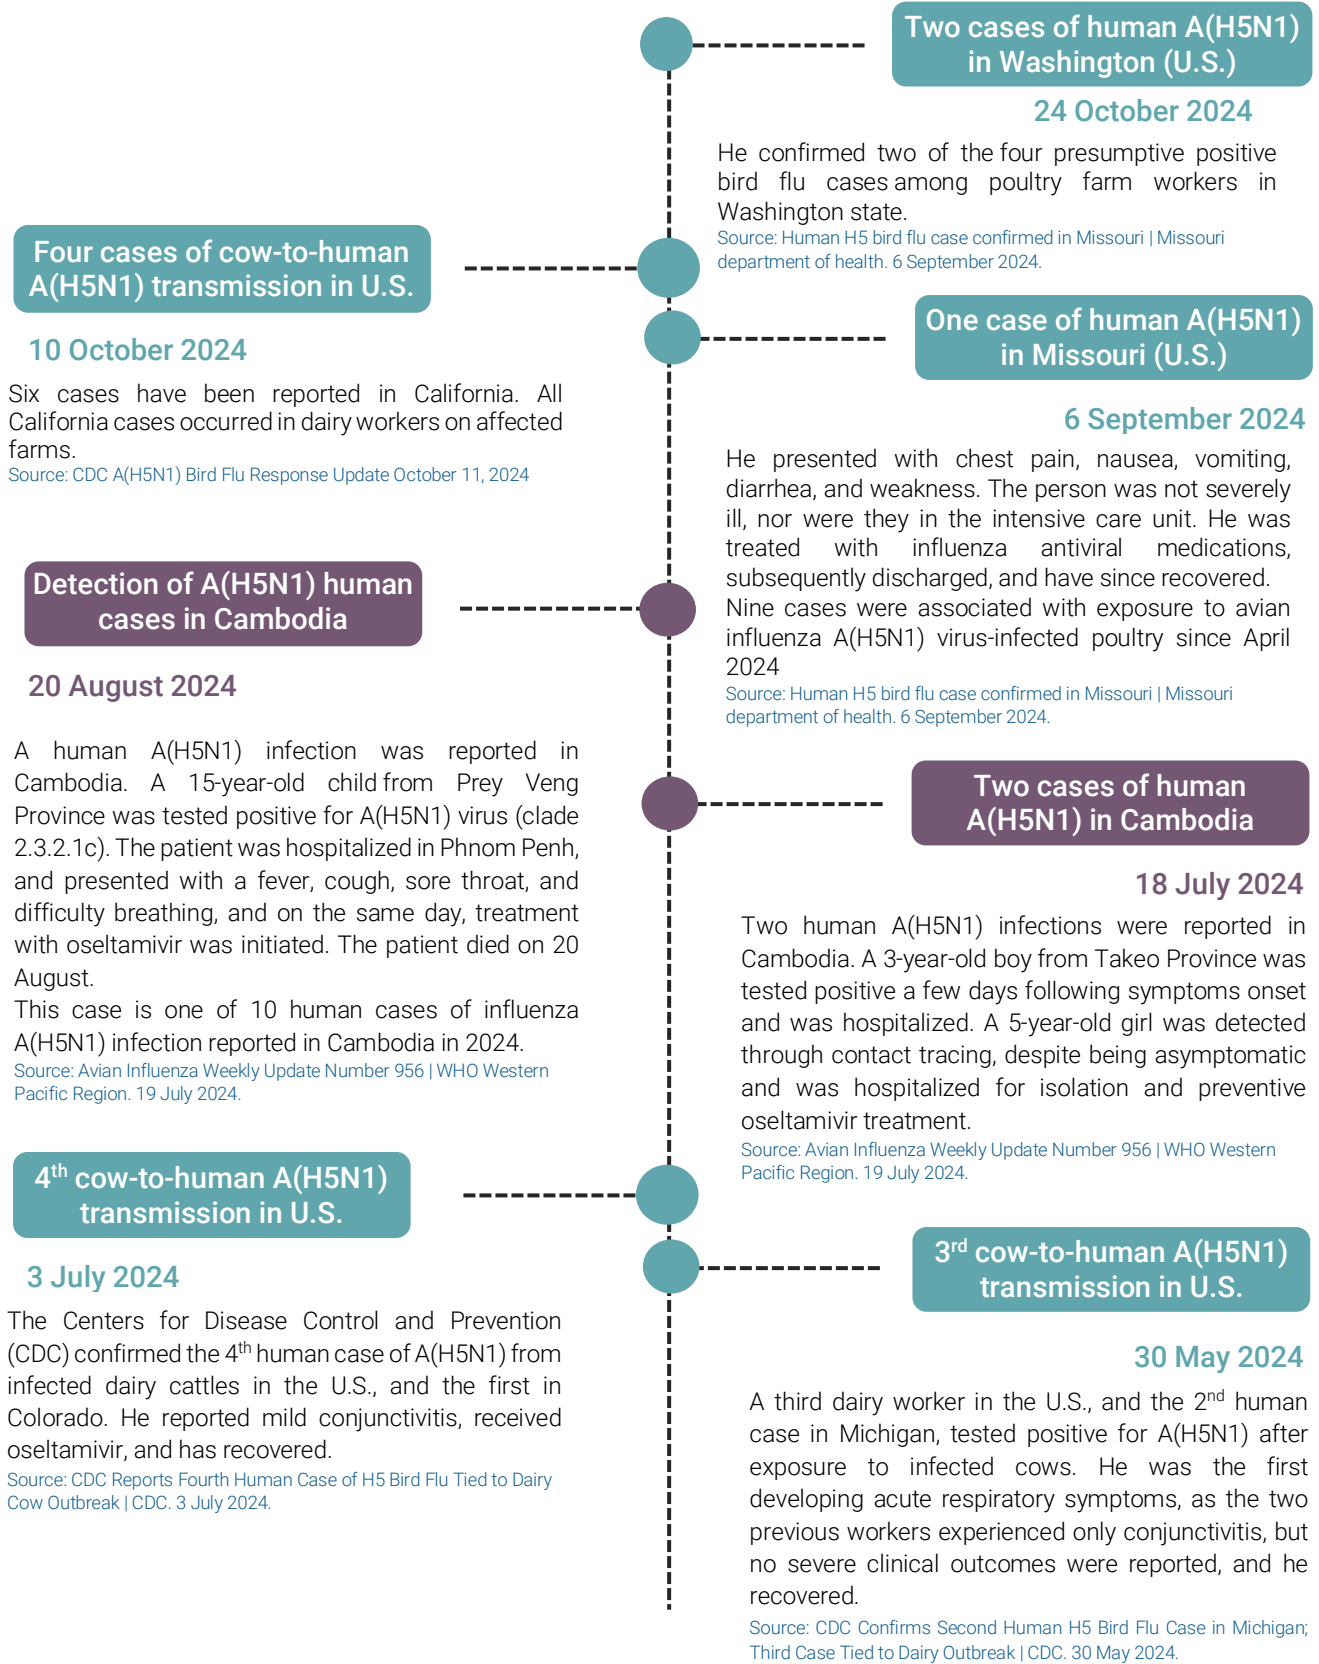 Two cases of human A(H5N1)
in Washington (U.S.)
24 October 2024
He confirmed two of the four presumptive positive
bird flu cases among poultry farm workers in
Washington state.
Source: Human H5 bird flu case confirmed in Missouri | Missouri
department of health. 6 September 2024.
Four cases of cow-to-human
A(H5N1) transmission in U.S.
10 October 2024
Six cases have been reported in California. All
California cases occurred in dairy workers on affected
farms.
Source: CDC A(H5N1) Bird Flu Response Update October 11, 2024
One case of human A(H5N1)
in Missouri (U.S.)
6 September 2024
He presented with chest pain, nausea, vomiting,
diarrhea, and weakness. The person was not severely
ill, nor were they in the intensive care unit. He was
treated with influenza antiviral medications,
subsequently discharged, and have since recovered.
Nine cases were associated with exposure to avian
influenza A(H5N1) virus-infected poultry since April
2024
Source: Human H5 bird flu case confirmed in Missouri | Missouri
department of health. 6 September 2024.
Detection of A(H5N1) human
cases in Cambodia
20 August 2024
A human A(H5N1) infection was reported in
Cambodia. A 15-year-old child from Prey Veng
Province was tested positive for A(H5N1) virus (clade
2.3.2.1c). The patient was hospitalized in Phnom Penh,
and presented with a fever, cough, sore throat, and
difficulty breathing, and on the same day, treatment
with oseltamivir was initiated. The patient died on 20
August.
This case is one of 10 human cases of influenza
A(H5N1) infection reported in Cambodia in 2024.
Source: Avian Influenza Weekly Update Number 956 | WHO Western
Pacific Region. 19 July 2024.
Two cases of human
A(H5N1) in Cambodia
18 July 2024
Two human A(H5N1) infections were reported in
Cambodia. A 3-year-old boy from Takeo Province was
tested positive a few days following symptoms onset
and was hospitalized. A 5-year-old girl was detected
through contact tracing, despite being asymptomatic
and was hospitalized for isolation and preventive
oseltamivir treatment.
Source: Avian Influenza Weekly Update Number 956 | WHO Western
Pacific Region. 19 July 2024.
4th cow-to-human A(H5N1)
transmission in U.S.
3 July 2024
The Centers for Disease Control and Prevention
(CDC) confirmed the 4th human case of A(H5N1) from
infected dairy cattles in the U.S., and the first in
Colorado. He reported mild conjunctivitis, received
oseltamivir, and has recovered.
Source: CDC Reports Fourth Human Case of H5 Bird Flu Tied to Dairy
Cow Outbreak | CDC. 3 July 2024.
3rd cow-to-human A(H5N1)
transmission in U.S.
30 May 2024
A third dairy worker in the U.S., and the 2nd human
case in Michigan, tested positive for A(H5N1) after
exposure to infected cows. He was the first
developing acute respiratory symptoms, as the two
previous workers experienced only conjunctivitis, but
no severe clinical outcomes were reported, and he
recovered.
Source: CDC Confirms Second Human H5 Bird Flu Case in Michigan;
Third Case Tied to Dairy Outbreak | CDC. 30 May 2024.